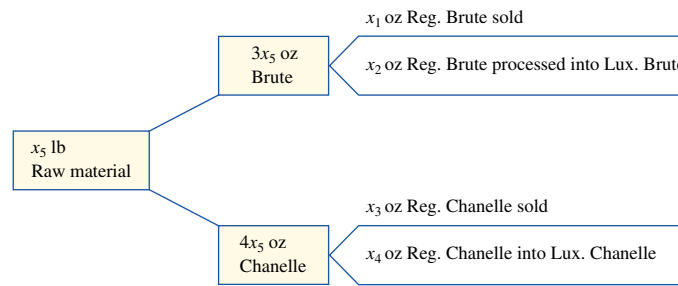 x₁ oz Reg. Brute sold
3x₅ oz
Brute
x₂ oz Reg. Brute processed into Lux. Brute
x₅ lb
Raw material
x₃ oz Reg. Chanelle sold
4x₅ oz
Chanelle
x₄ oz Reg. Chanelle into Lux. Chanelle